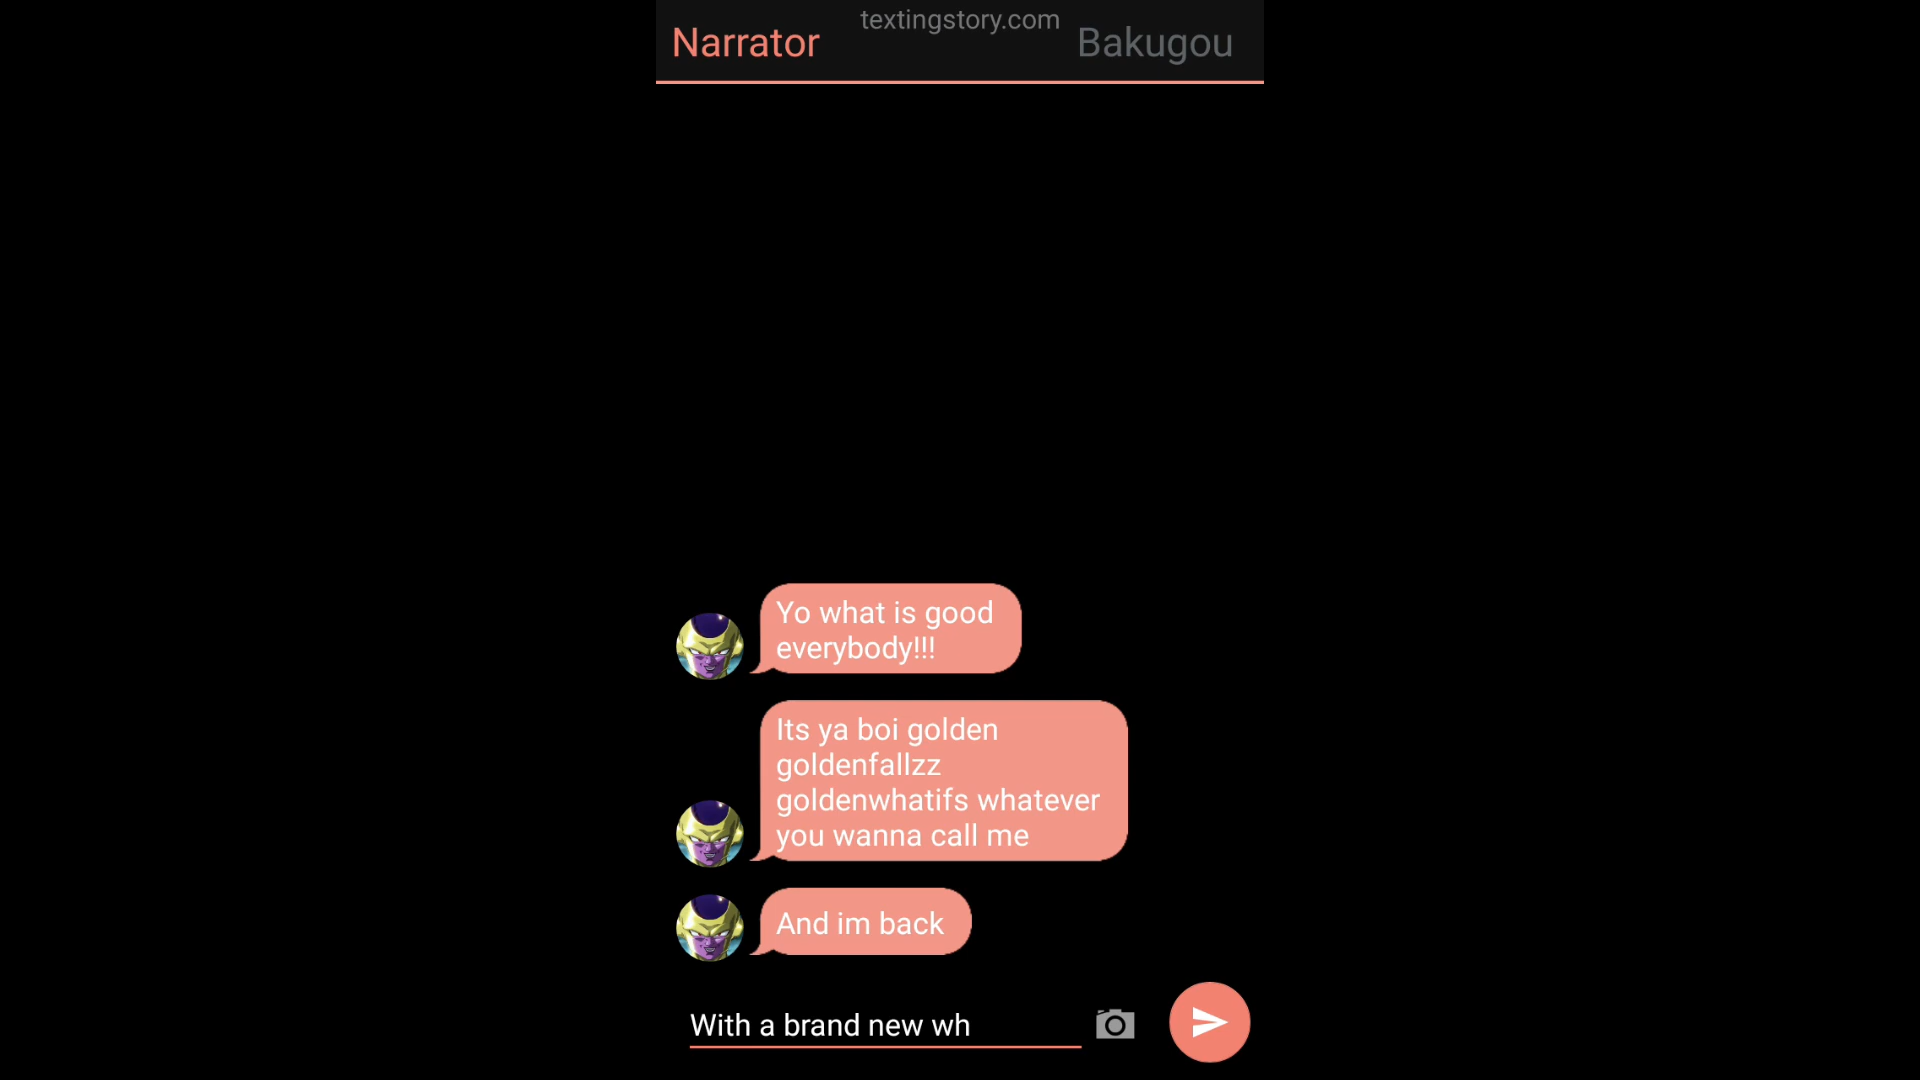 textingstory.com
Narrator
Bakugou
Yo what is good
everybody!!!
Its ya boi golden
goldenfallzz
goldenwhatifs whatever
you wanna call me
And im back
With a brand new wh